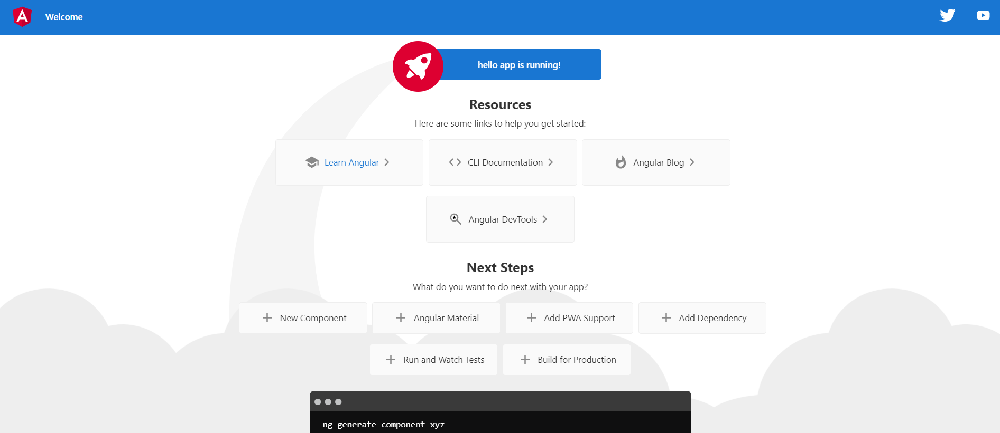 Welcome
hello app is running!
Resources
Here are some links to help you get started:
Learn Angular
CLI Documentation
Angular Blog
Angular DevTools
Next Steps
What do you want to do next with your app?
New Component
Angular Material
Add PWA Support
Add Dependency
Run and Watch Tests
Build for Production
ng generate component xyz